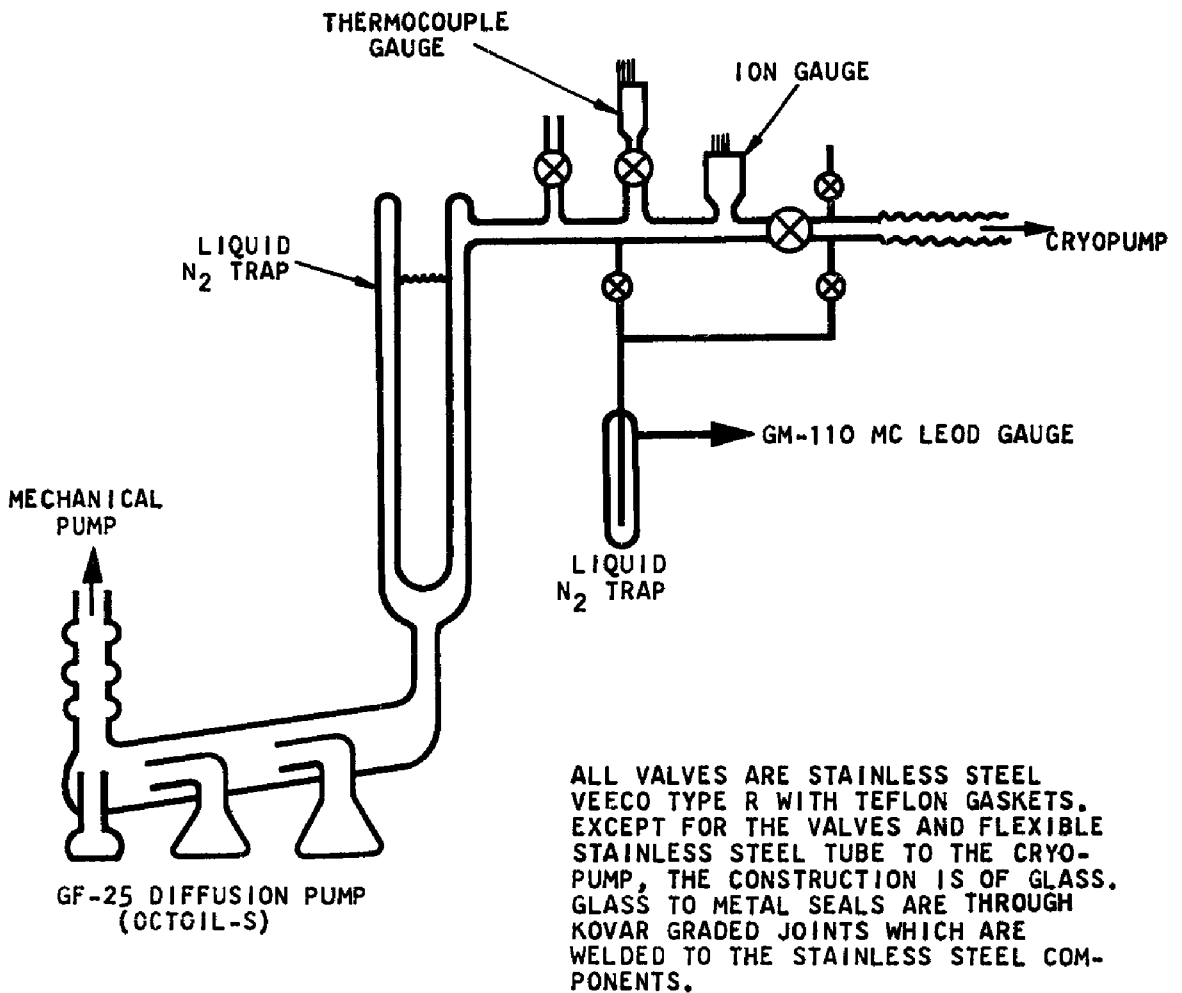 THERMOCOUPLE
GAUGE
ION GAUGE
LIQUID
N2 TRAP
CRYOPUMP
GM-110 MC LEOD GAUGE
MECHANICAL
PUMP
LIQUID
N2 TRAP
GF-25 DIFFUSION PUMP
(OCTOIL-S)
ALL VALVES ARE STAINLESS STEEL
VEECO TYPE R WITH TEFLON GASKETS.
EXCEPT FOR THE VALVES AND FLEXIBLE
STAINLESS STEEL TUBE TO THE CRYO-
PUMP, THE CONSTRUCTION IS OF GLASS.
GLASS TO METAL SEALS ARE THROUGH
KOVAR GRADED JOINTS WHICH ARE
WELDED TO THE STAINLESS STEEL COM-
PONENTS.